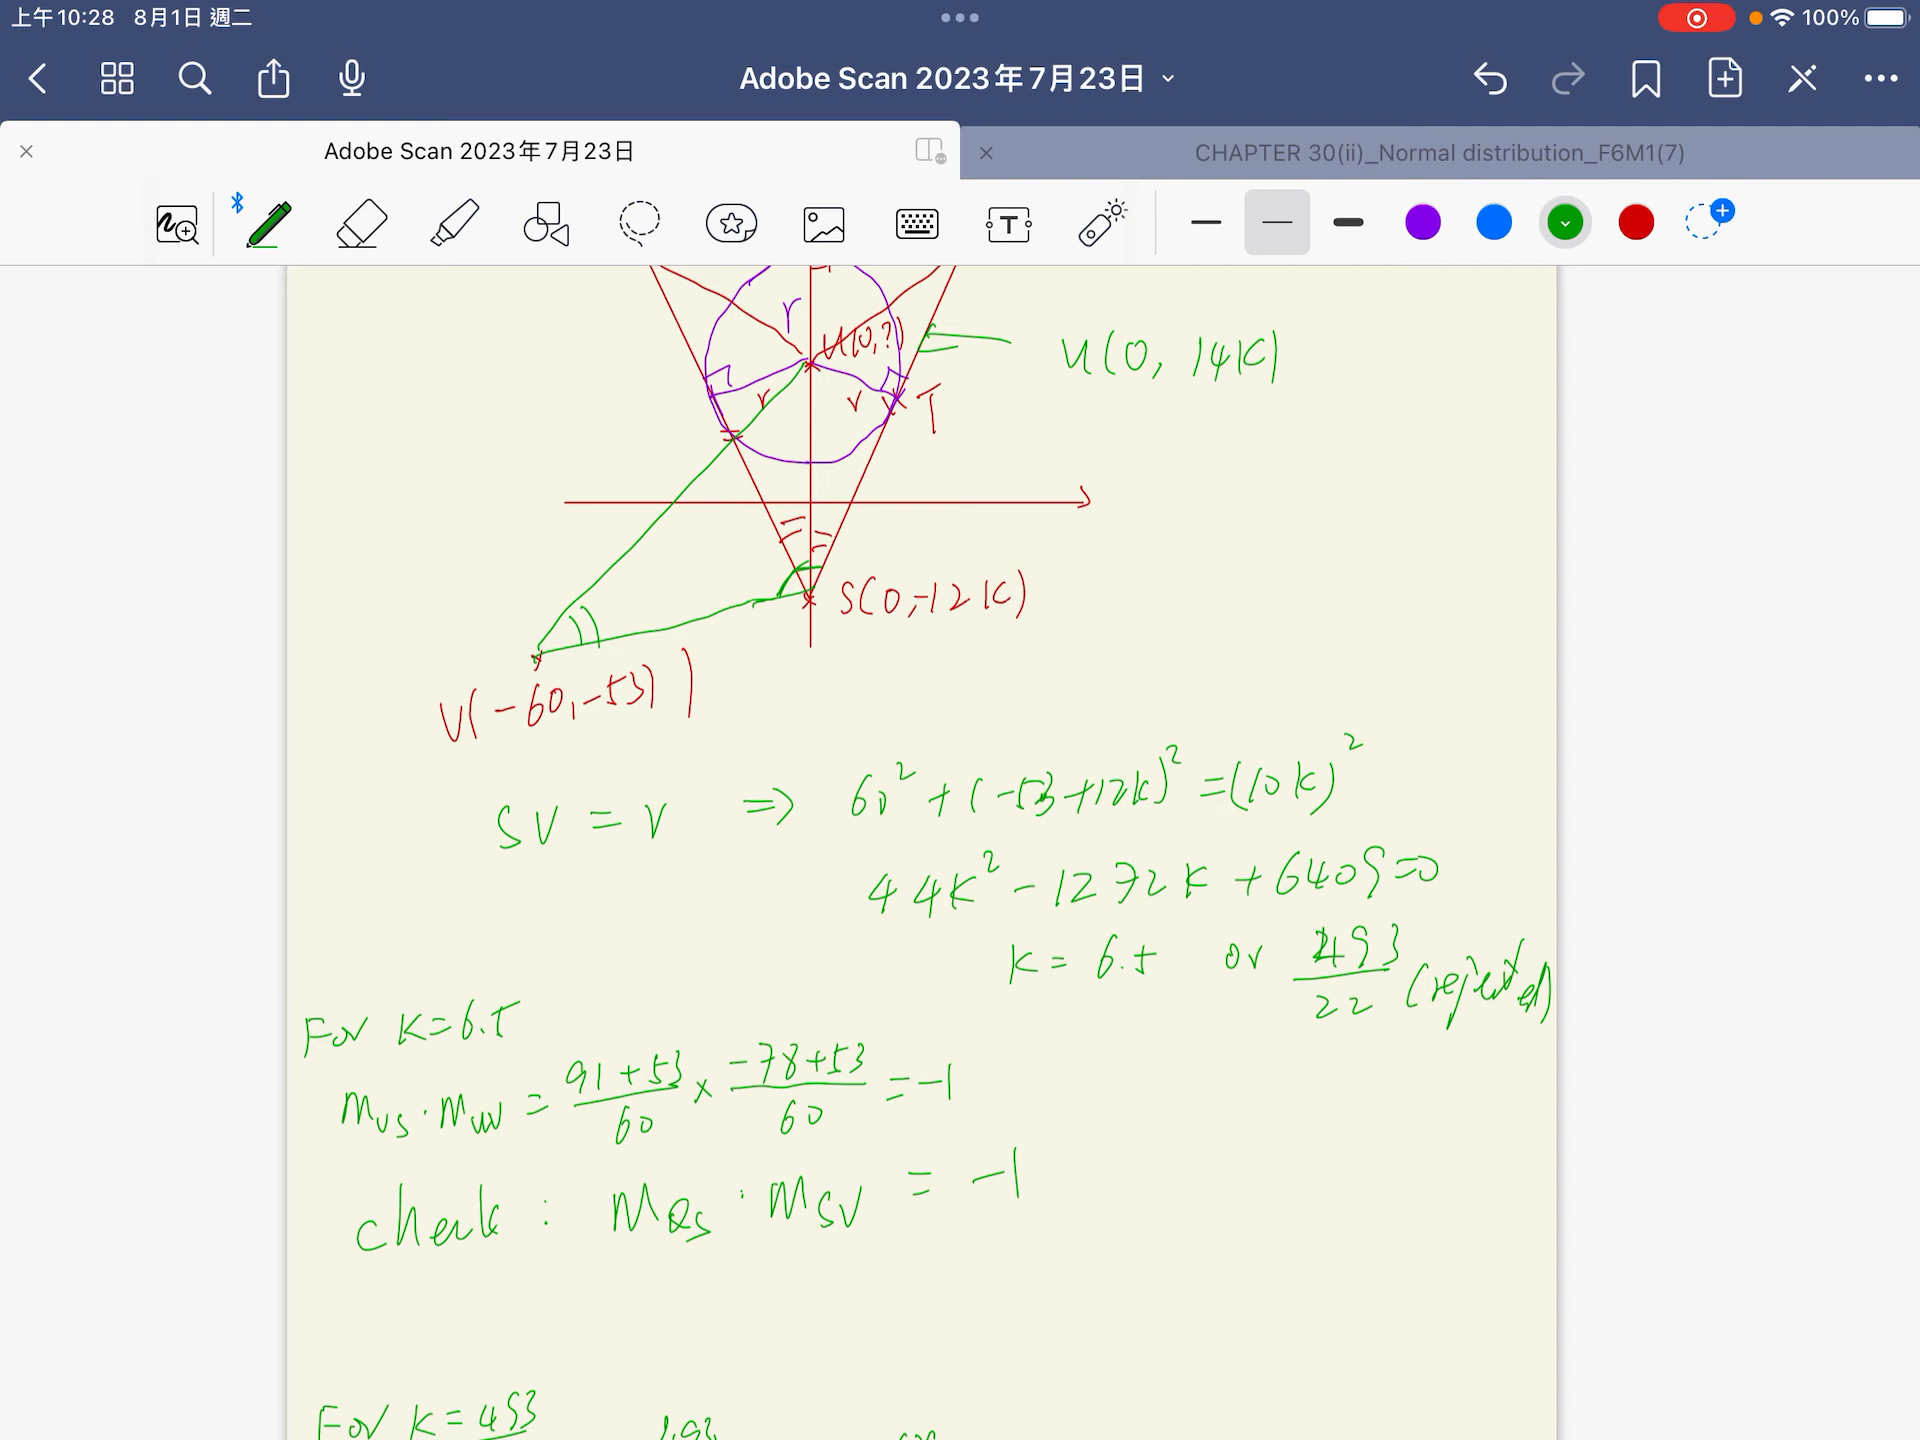 上午10:28 8月1日 週二
100%
Adobe Scan 2023年7月23日
Adobe Scan 2023年7月23日
CHAPTER 30(ii)_Normal distribution_F6M1(7)
T
r
U(0,?)
U(0, 14K)
r
r
T
S(0,-12K)
V(-60,-53)
SV = r ⇒ 60² + (-53+12K)² = (10K)²
44K² - 1272K + 6409=0
K = 6.5 or 493/22 (rejected)
For K=6.5
mVS · mUV = (91+53)/60 × (-78+53)/60 = -1
Check : MRS · MSV = -1
For K = 493